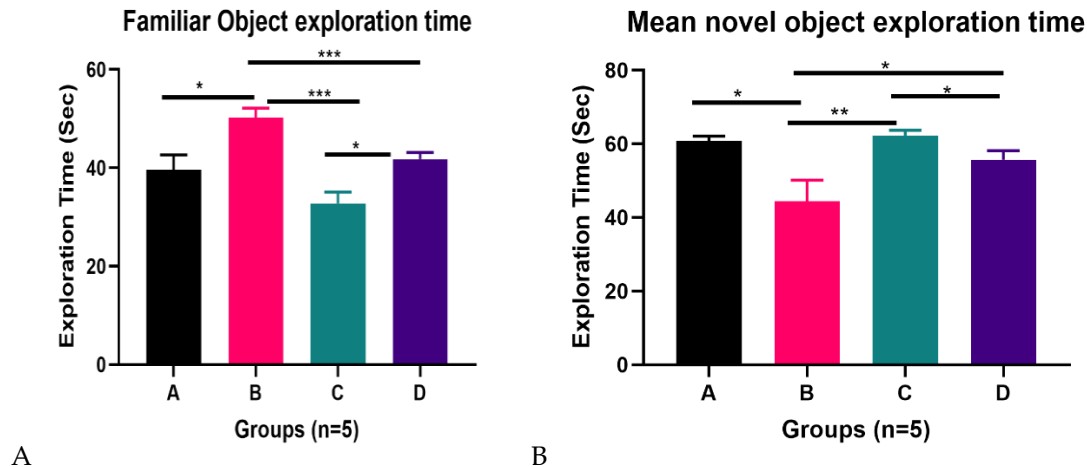 Familiar Object exploration time
***
*
***
*
60
40
20
0
Exploration Time (Sec)
A B C D
Groups (n=5)
A
Mean novel object exploration time
*
*
*
**
80
60
40
20
0
Exploration Time (Sec)
A B C D
Groups (n=5)
B